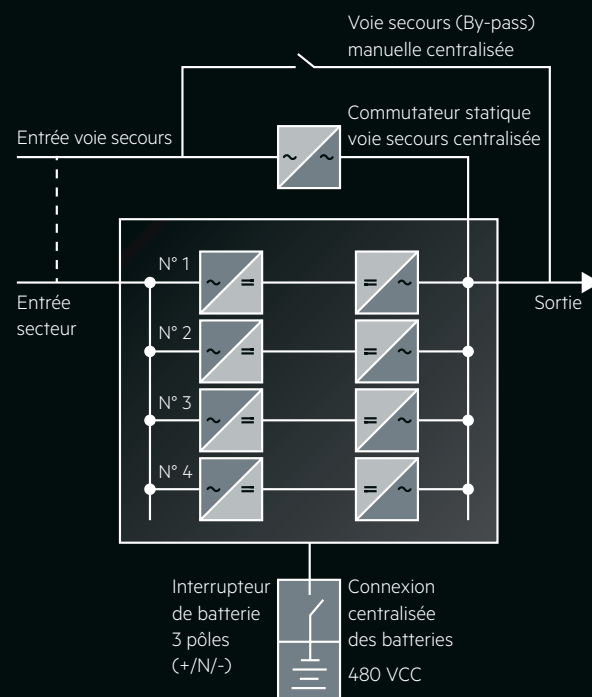 Voie secours (By-pass)
manuelle centralisée
Commutateur statique
voie secours centralisée
Entrée voie secours
N° 1
Entrée
secteur
Sortie
N° 2
N° 3
N° 4
Interrupteur
de batterie
3 pôles
(+/N/-)
Connexion
centralisée
des batteries
480 VCC